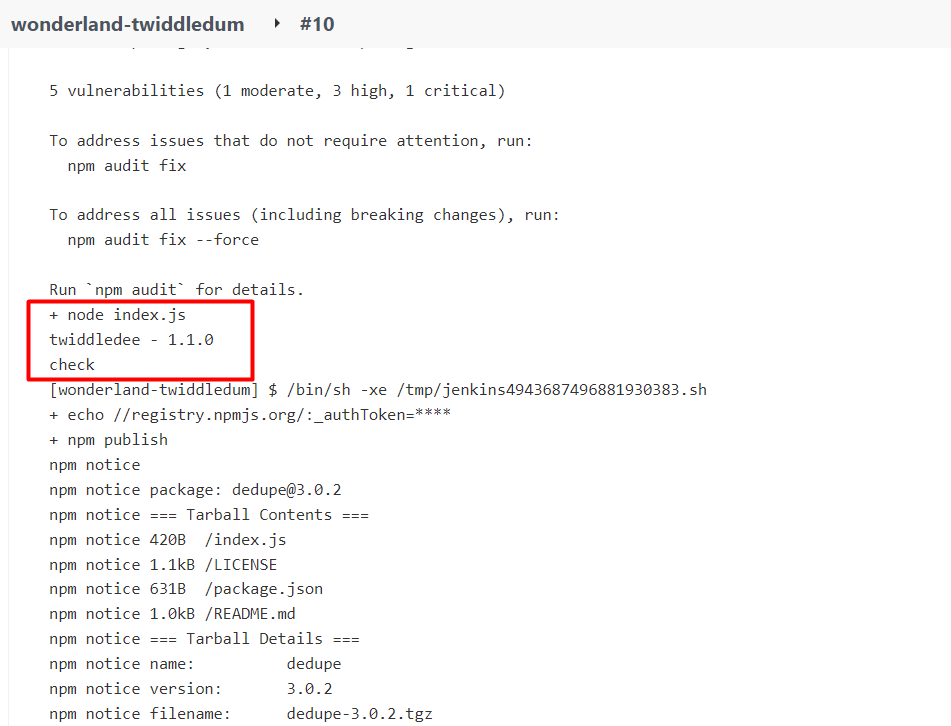 wonderland-twiddledum ▸ #10
5 vulnerabilities (1 moderate, 3 high, 1 critical)
To address issues that do not require attention, run:
npm audit fix
To address all issues (including breaking changes), run:
npm audit fix --force
Run `npm audit` for details.
+ node index.js
twiddledee - 1.1.0
check
[wonderland-twiddledum] $ /bin/sh -xe /tmp/jenkins4943687496881930383.sh
+ echo //registry.npmjs.org/:_authToken=****
+ npm publish
npm notice
npm notice package: dedupe@3.0.2
npm notice === Tarball Contents ===
npm notice 420B  /index.js
npm notice 1.1kB /LICENSE
npm notice 631B  /package.json
npm notice 1.0kB /README.md
npm notice === Tarball Details ===
npm notice name:          dedupe
npm notice version:       3.0.2
npm notice filename:      dedupe-3.0.2.tgz